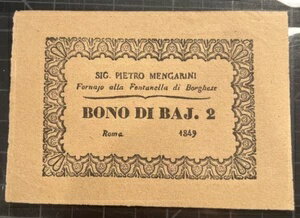 SIG. PIETRO MENGARINI
Fornajo alla Fontanella di Borghese
BONO DI BAJ. 2
Roma 1849